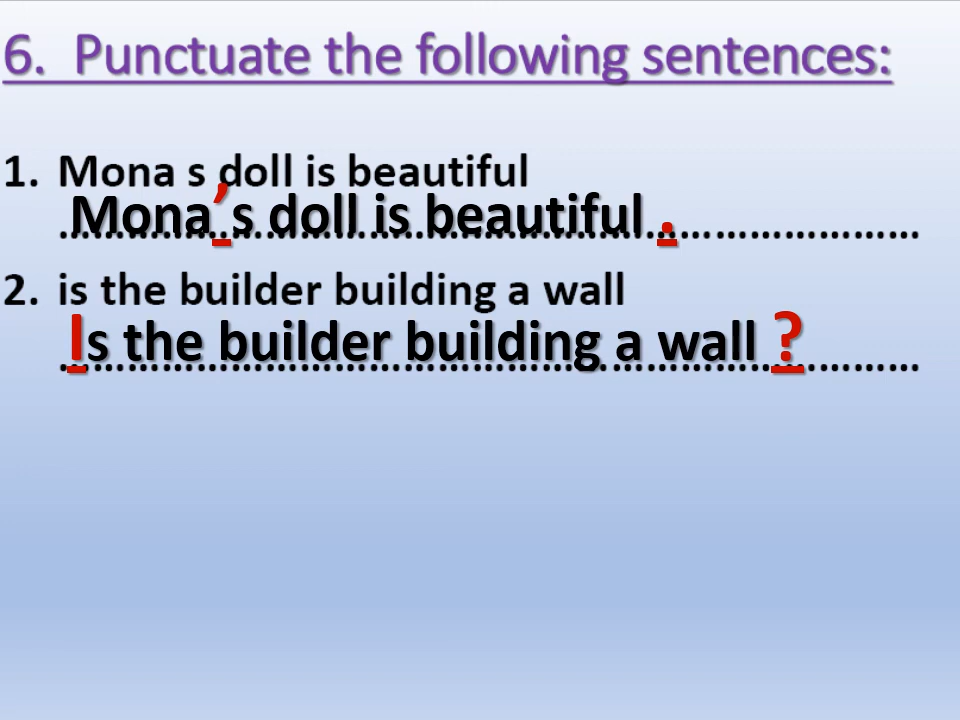 6. Punctuate the following sentences:
1. Mona s doll is beautiful
Mona’s doll is beautiful .
………………………………………………………………
2. is the builder building a wall
Is the builder building a wall ?
………………………………………………………………